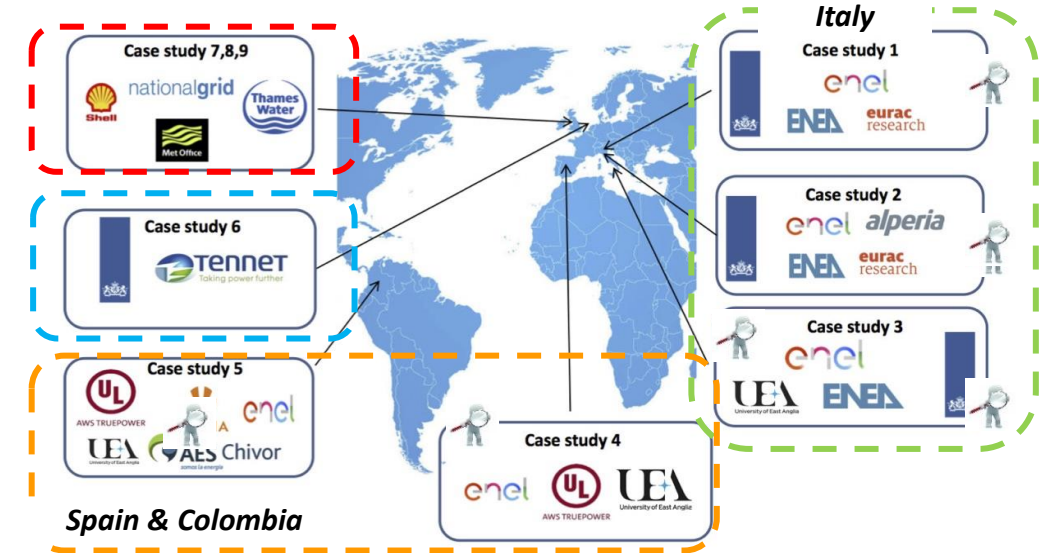 Italy
Case study 7,8,9
Shell
nationalgrid
Thames
Water
Met Office
Case study 1
enel
ENEA
eurac
research
Case study 6
TENNET
Taking power further
Case study 2
enel alperia
ENEA
eurac
research
Case study 3
enel
UEA
University of East Anglia
ENEA
Case study 5
UL
AWS TRUEPOWER
A
enel
UEA
University of East Anglia
AES Chivor
somos la energía
Case study 4
enel
UL
AWS TRUEPOWER
UEA
University of East Anglia
Spain & Colombia